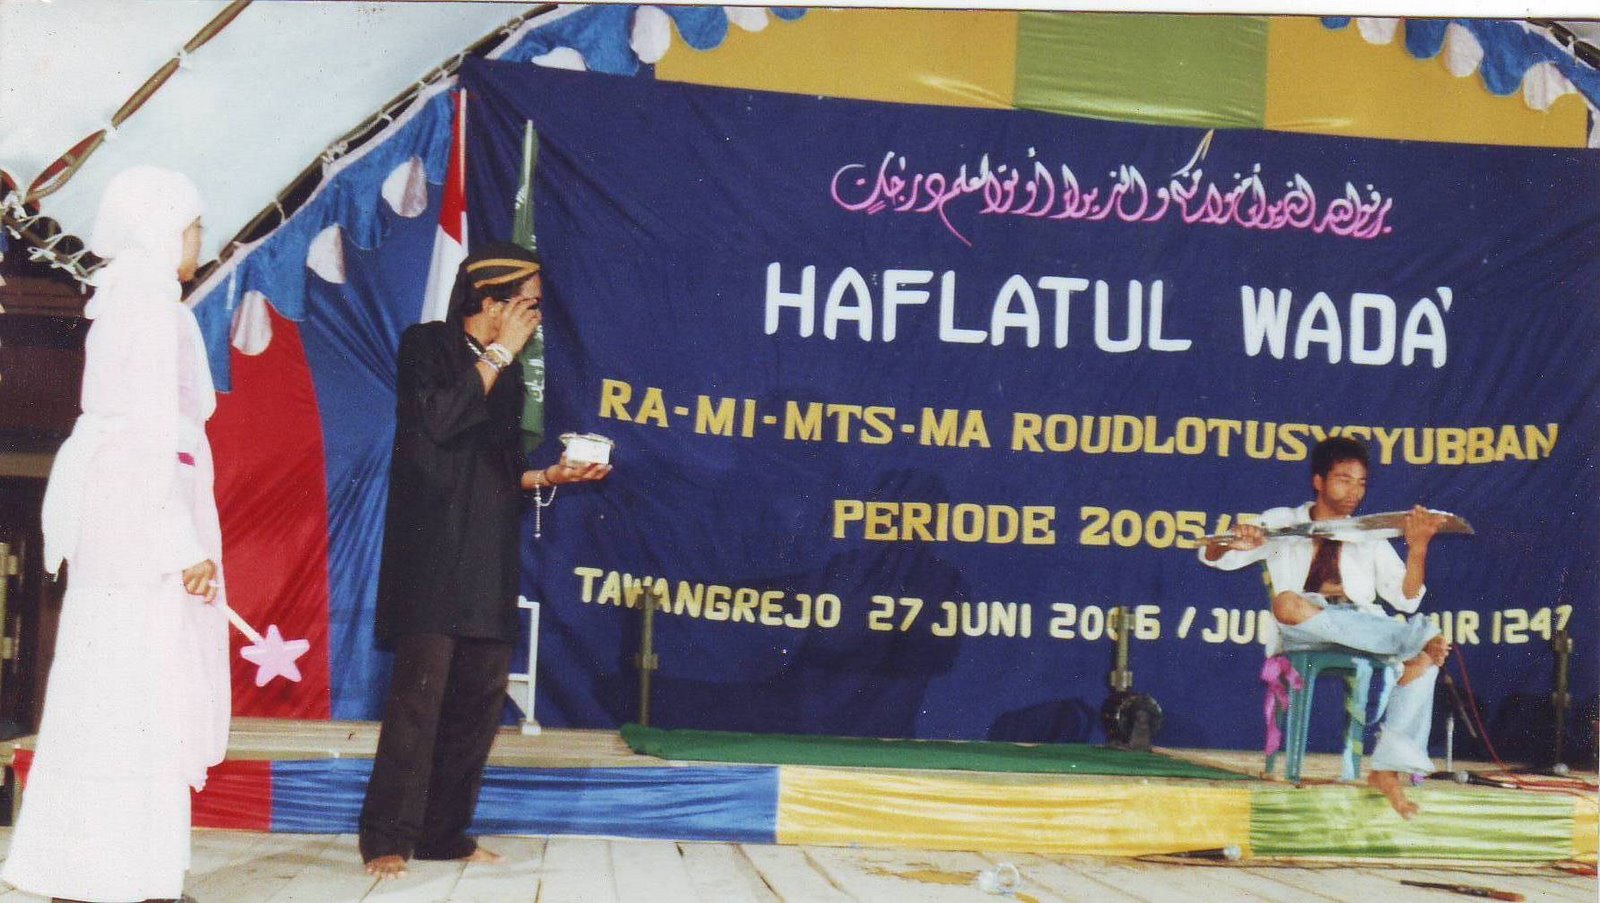 يرفع الله الذين أمنوا منكم والذين أوتوا العلم درجات
HAFLATUL WADA'
RA-MI-MTS-MA ROUDLOTUSYSYUBBAN
PERIODE 2005/
TAWANGREJO 27 JUNI 2006 /